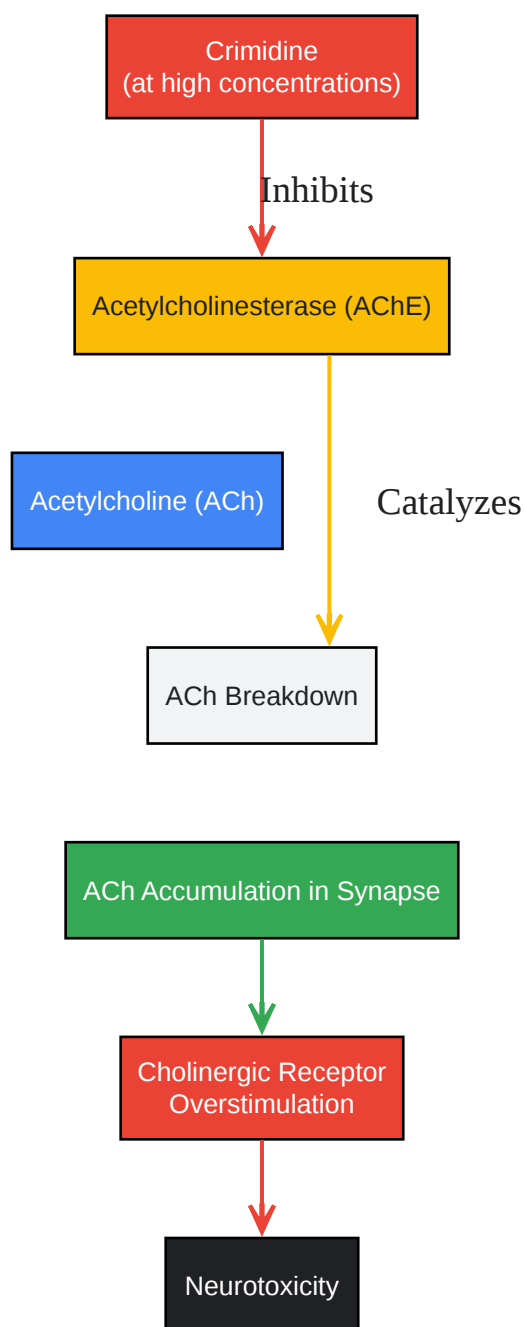 Crimidine
(at high concentrations)
Inhibits
Acetylcholinesterase (AChE)
Acetylcholine (ACh)
Catalyzes
ACh Breakdown
ACh Accumulation in Synapse
Cholinergic Receptor
Overstimulation
Neurotoxicity